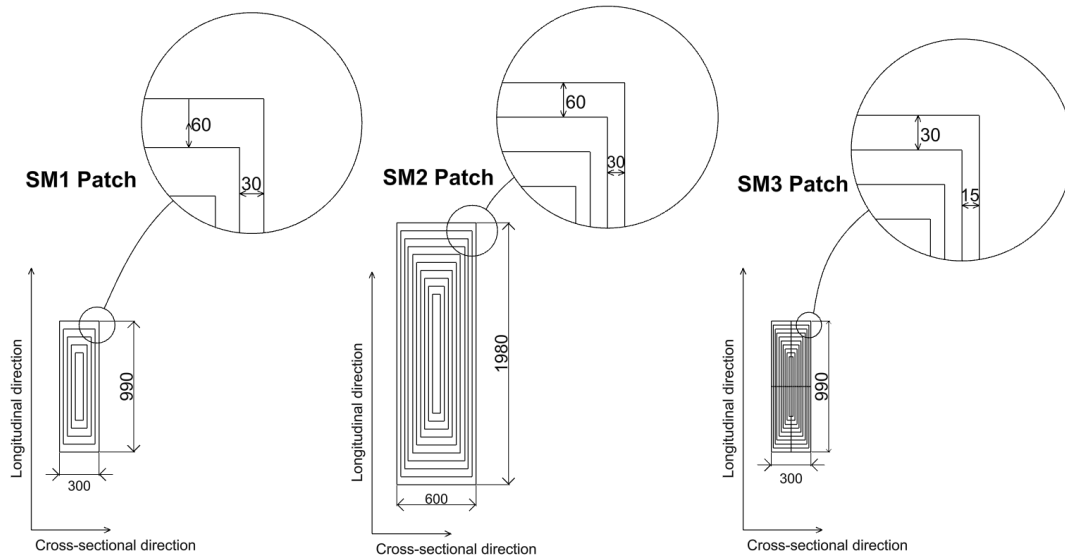 SM1 Patch
60
30
Longitudinal direction
990
300
Cross-sectional direction
SM2 Patch
60
30
Longitudinal direction
1980
600
Cross-sectional direction
SM3 Patch
30
15
Longitudinal direction
990
300
Cross-sectional direction